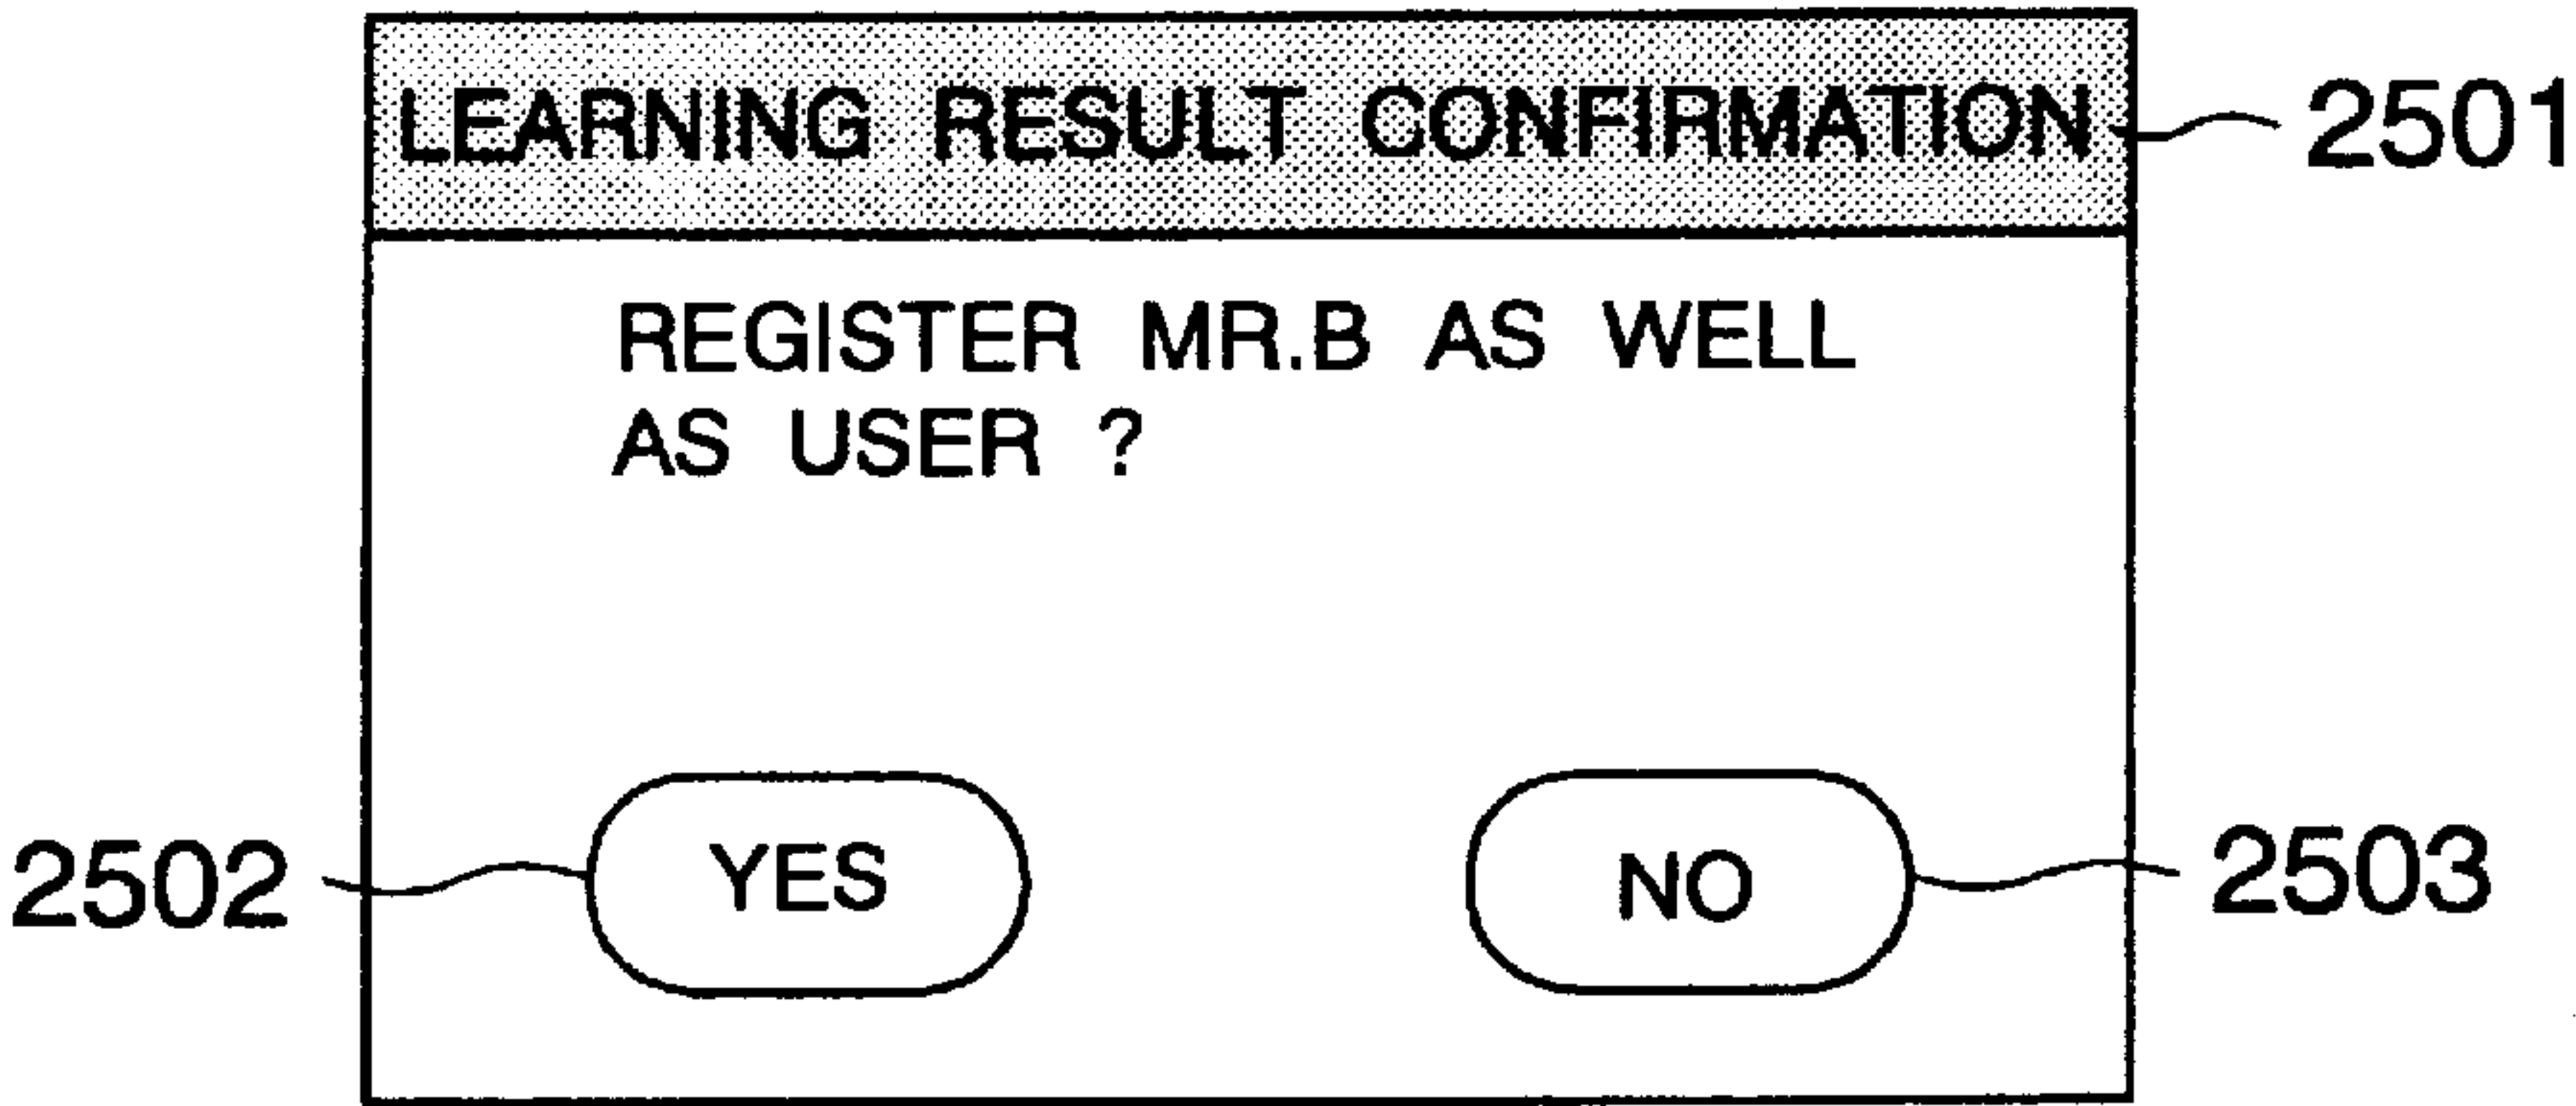 LEARNING RESULT CONFIRMATION 2501
REGISTER MR.B AS WELL
AS USER ?
2502 YES NO 2503